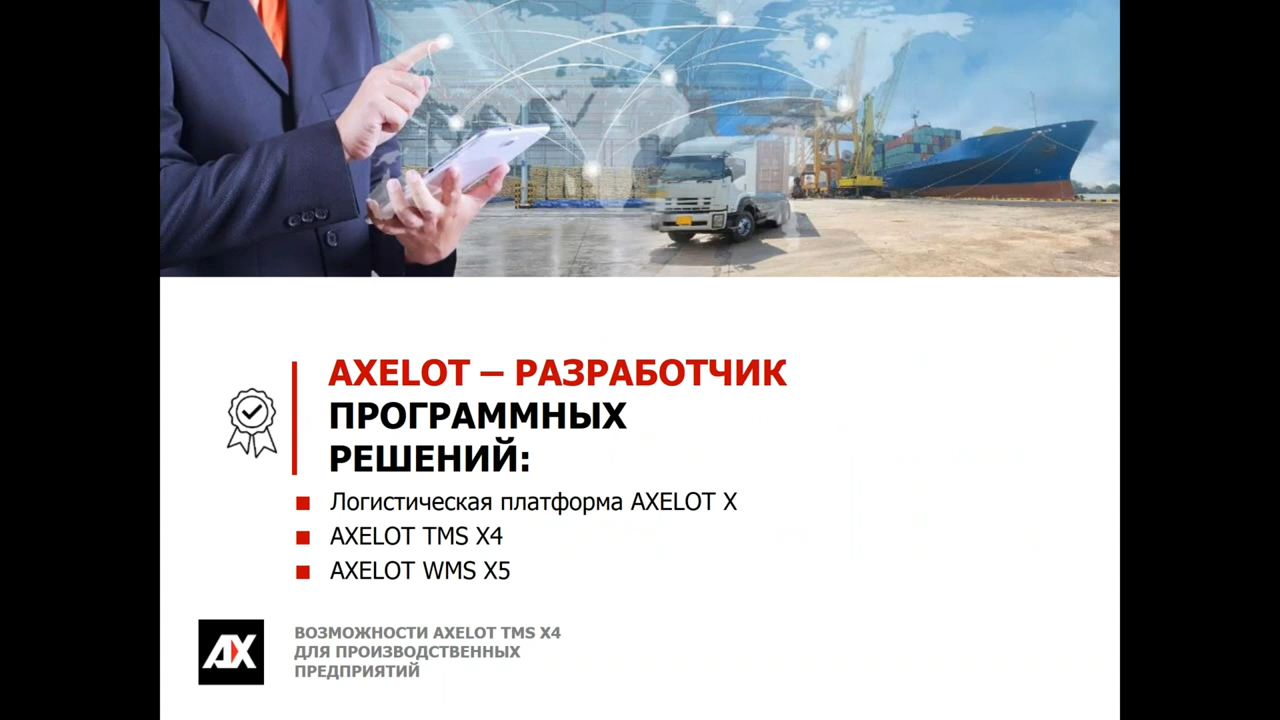 AXELOT – РАЗРАБОТЧИК
ПРОГРАММНЫХ
РЕШЕНИЙ:
Логистическая платформа AXELOT X
AXELOT TMS X4
AXELOT WMS X5
AX
ВОЗМОЖНОСТИ AXELOT TMS X4
ДЛЯ ПРОИЗВОДСТВЕННЫХ
ПРЕДПРИЯТИЙ